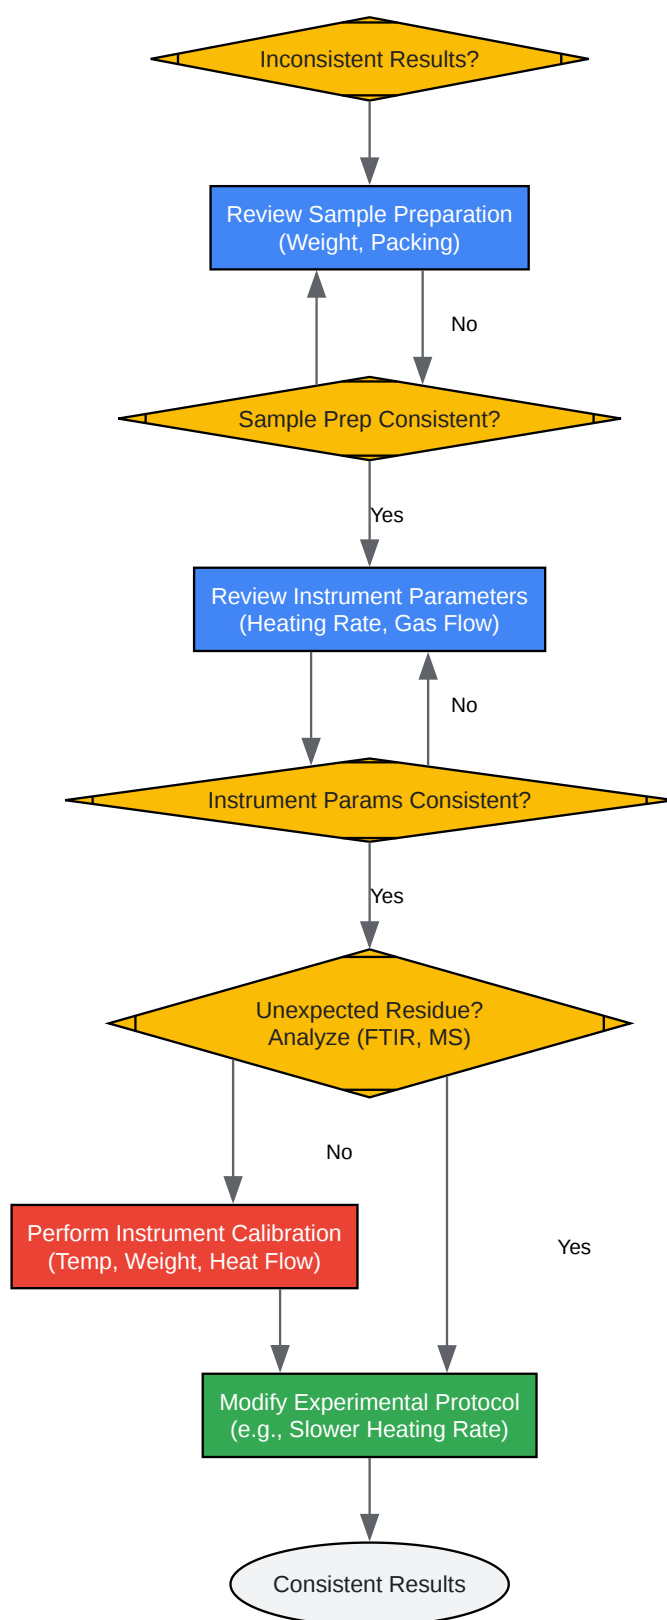 Inconsistent Results?
Review Sample Preparation
(Weight, Packing)
No
Sample Prep Consistent?
Yes
Review Instrument Parameters
(Heating Rate, Gas Flow)
No
Instrument Params Consistent?
Yes
Unexpected Residue?
Analyze (FTIR, MS)
No
Perform Instrument Calibration
(Temp, Weight, Heat Flow)
Yes
Modify Experimental Protocol
(e.g., Slower Heating Rate)
Consistent Results